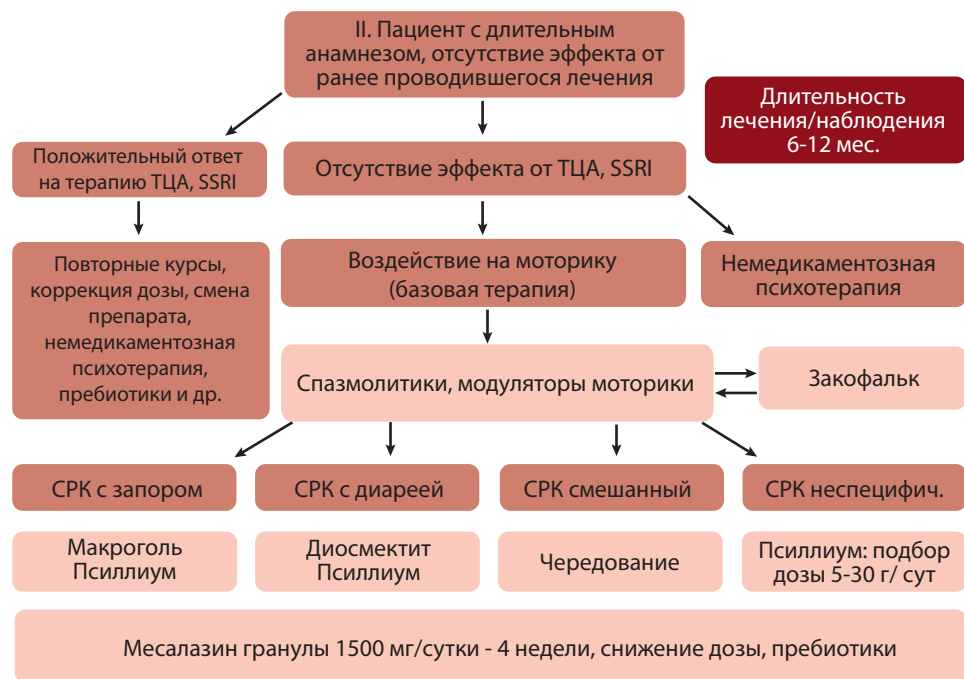 II. Пациент с длительным
анамнезом, отсутствие эффекта от
ранее проводившегося лечения
Длительность
лечения/наблюдения
6-12 мес.
Положительный ответ
на терапию ТЦА, SSRI
Отсутствие эффекта от ТЦА, SSRI
Повторные курсы,
коррекция дозы, смена
препарата,
немедикаментозная
психотерапия,
пребиотики и др.
Воздействие на моторику
(базовая терапия)
Немедикаментозная
психотерапия
Спазмолитики, модуляторы моторики
Закофальк
СРК с запором
СРК с диареей
СРК смешанный
СРК неспецифич.
Макроголь
Псиллиум
Диосмектит
Псиллиум
Чередование
Псиллиум: подбор
дозы 5-30 г/ сут
Месалазин гранулы 1500 мг/сутки - 4 недели, снижение дозы, пребиотики